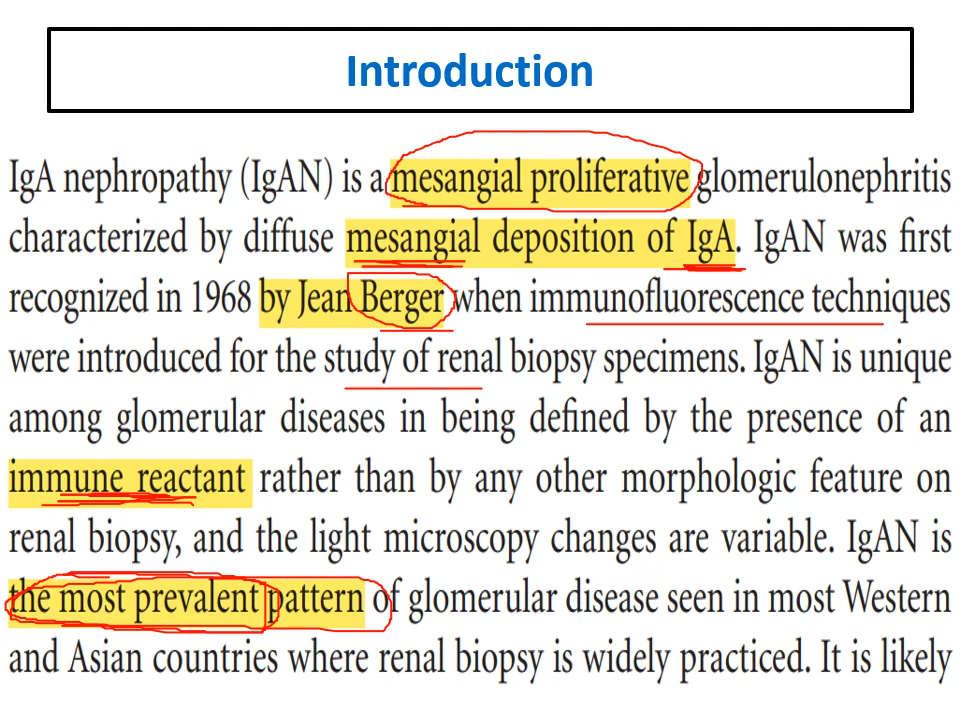 Introduction
IgA nephropathy (IgAN) is a mesangial proliferative glomerulonephritis
characterized by diffuse mesangial deposition of IgA. IgAN was first
recognized in 1968 by Jean Berger when immunofluorescence techniques
were introduced for the study of renal biopsy specimens. IgAN is unique
among glomerular diseases in being defined by the presence of an
immune reactant rather than by any other morphologic feature on
renal biopsy, and the light microscopy changes are variable. IgAN is
the most prevalent pattern of glomerular disease seen in most Western
and Asian countries where renal biopsy is widely practiced. It is likely